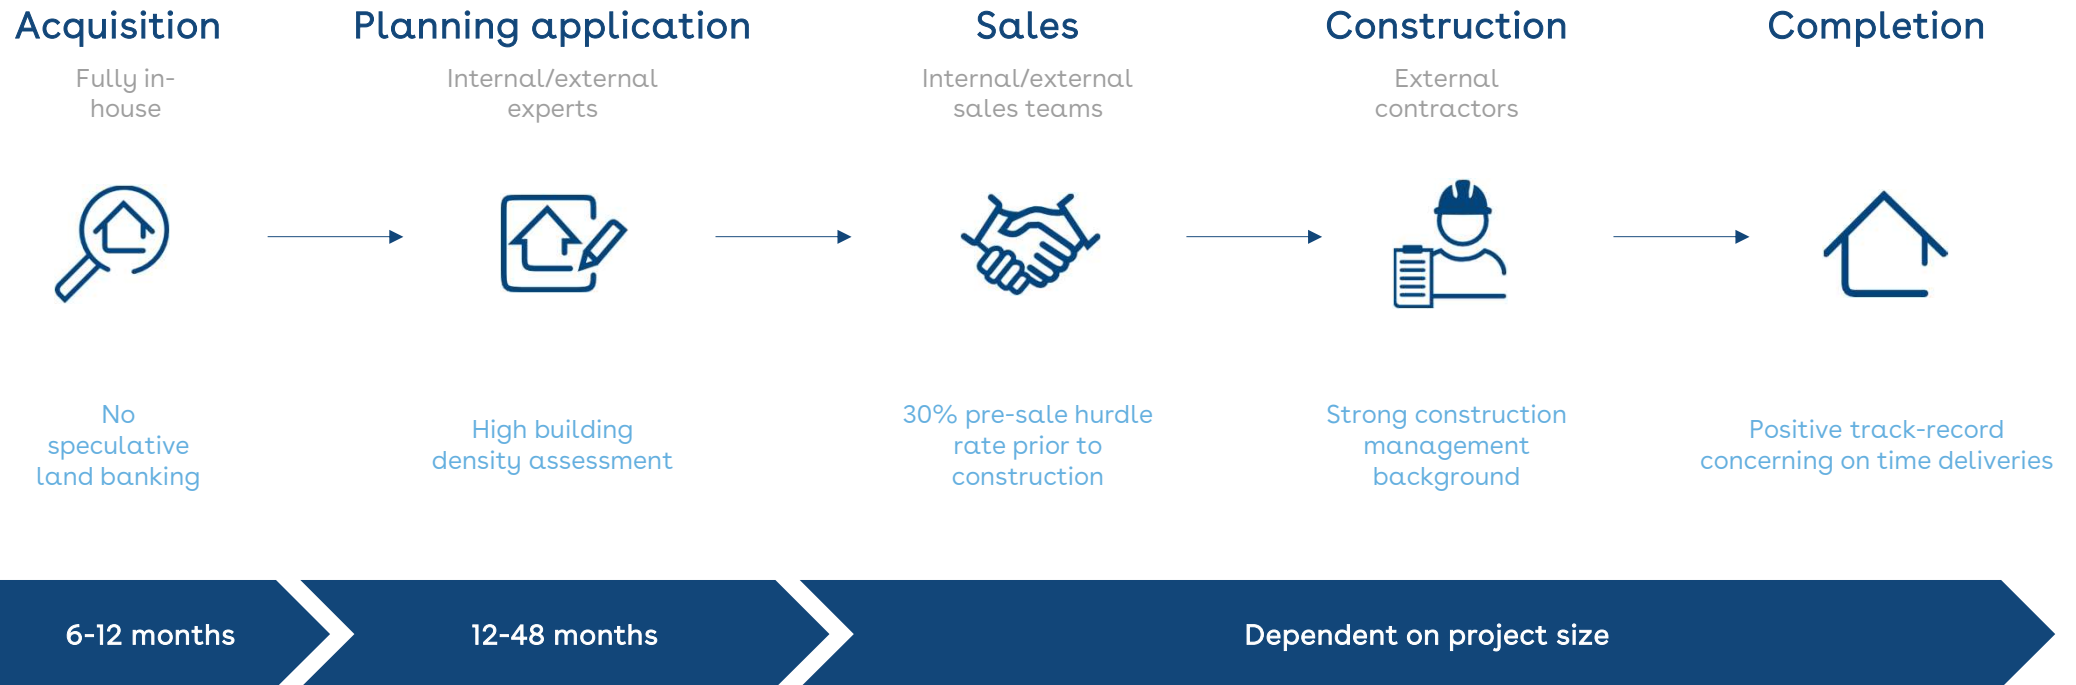 Acquisition
Fully in-
house
No
speculative
land banking
Planning application
Internal/external
experts
High building
density assessment
Sales
Internal/external
sales teams
30% pre-sale hurdle
rate prior to
construction
Construction
External
contractors
Strong construction
management
background
Completion
Positive track-record
concerning on time deliveries
6-12 months
12-48 months
Dependent on project size